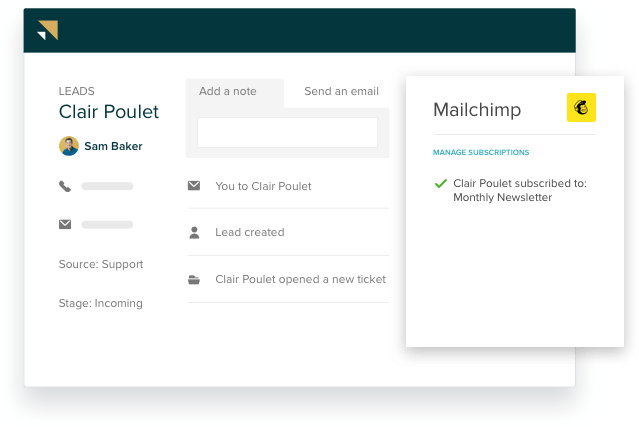 LEADS
Clair Poulet
Sam Baker
Source: Support
Stage: Incoming
Add a note
Send an email
You to Clair Poulet
Lead created
Clair Poulet opened a new ticket
Mailchimp
MANAGE SUBSCRIPTIONS
Clair Poulet subscribed to:
Monthly Newsletter